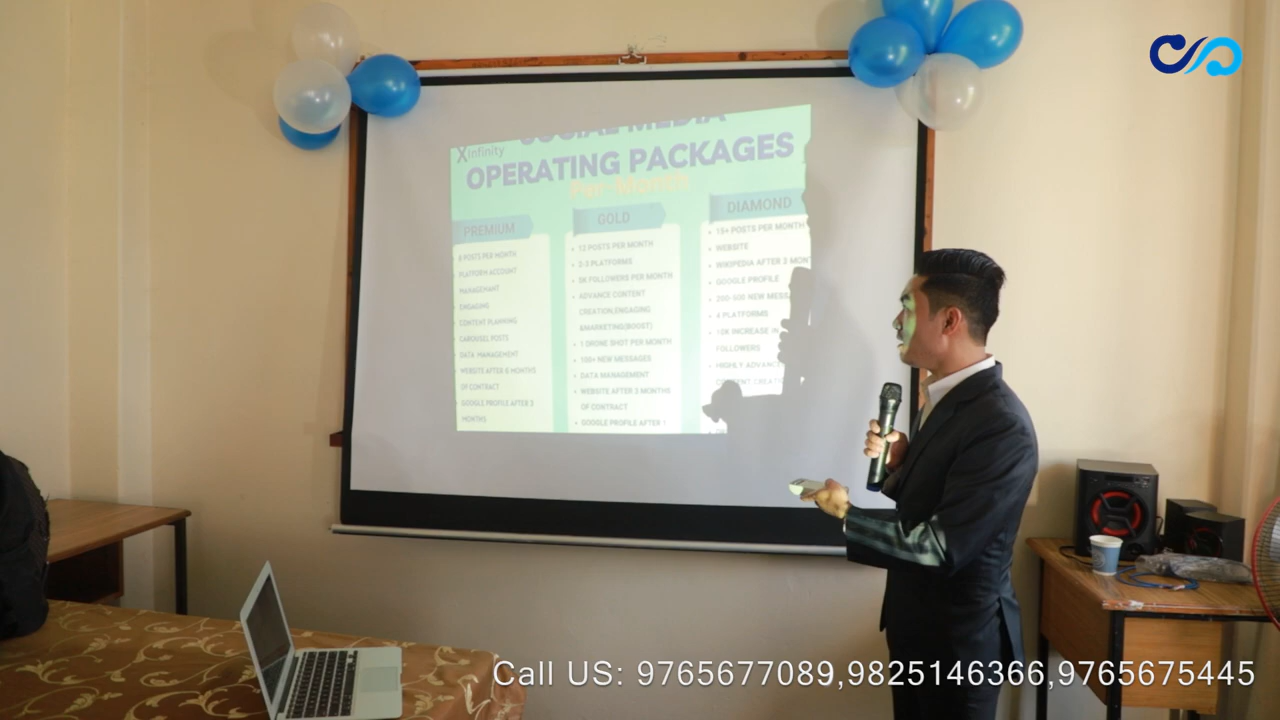 SOCIAL MEDIA
Xinfinity
OPERATING PACKAGES
Per Month
PREMIUM
6 POSTS PER MONTH
PLATFORM ACCOUNT
MANAGEMANT
ENGAGING
CONTENT PLANNING
CAROUSEL POSTS
DATA MANAGEMENT
WEBSITE AFTER 6 MONTHS
OF CONTRACT
GOOGLE PROFILE AFTER 3
MONTHS
GOLD
12 POSTS PER MONTH
2-3 PLATFORMS
5K FOLLOWERS PER MONTH
ADVANCE CONTENT
CREATION,ENGAGING
&MARKETING(BOOST)
1 DRONE SHOT PER MONTH
100+ NEW MESSAGES
DATA MANAGEMENT
WEBSITE AFTER 3 MONTHS
OF CONTRACT
GOOGLE PROFILE AFTER 1
DIAMOND
15+ POSTS PER MONTH
WEBSITE
WIKIPEDIA AFTER 3 MON
GOOGLE PROFILE
200-300 NEW MESS
4 PLATFORMS
10K INCREASE IN
FOLLOWERS
HIGHLY ADVANCE
Call US: 9765677089,9825146366,9765675445